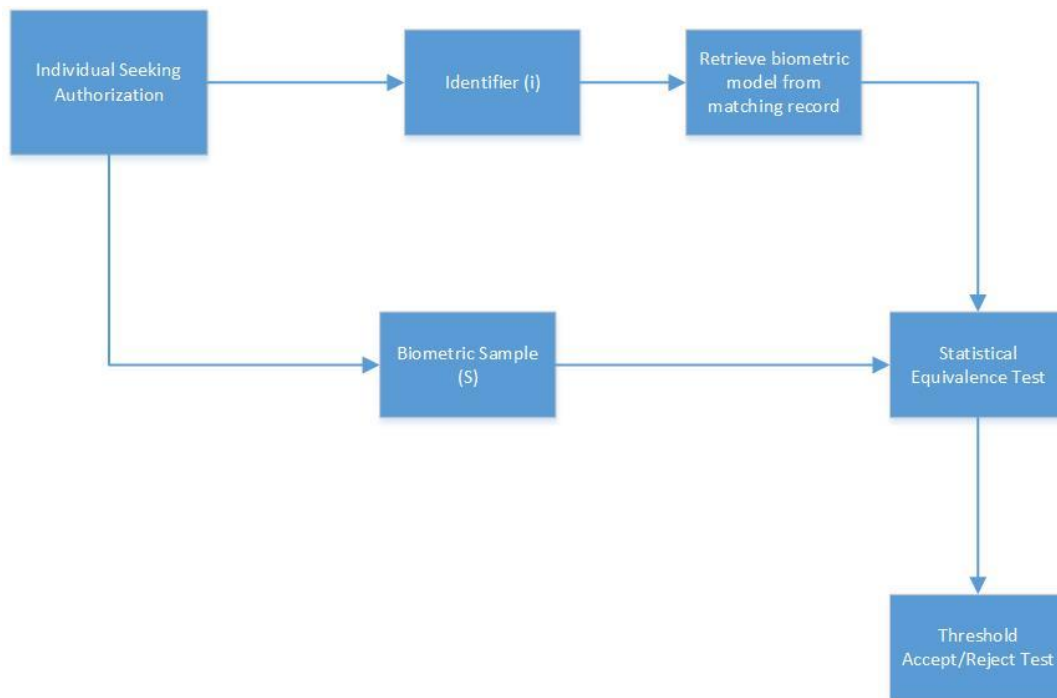 Individual Seeking
Authorization
Identifier (i)
Retrieve biometric
model from
matching record
Biometric Sample
(S)
Statistical
Equivalence Test
Threshold
Accept/Reject Test